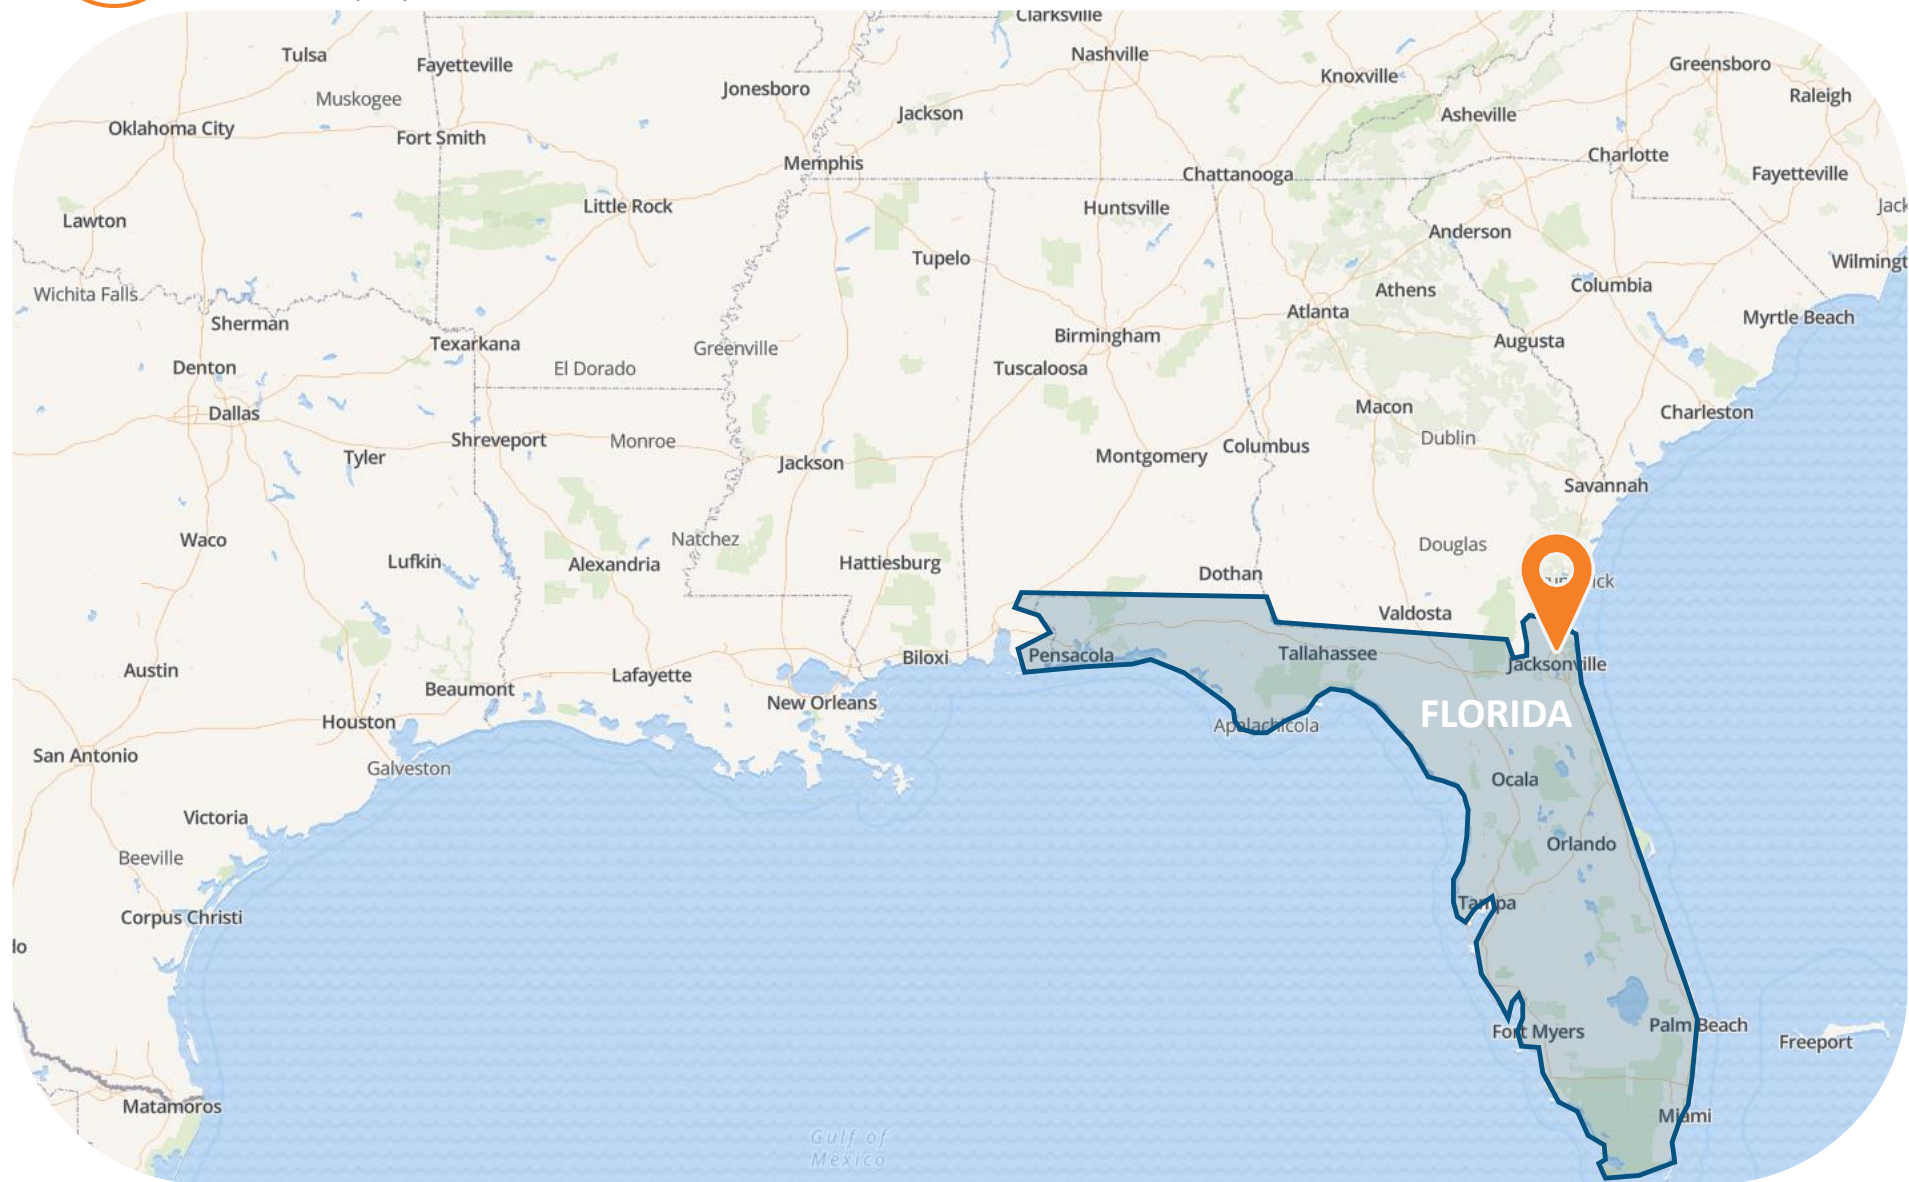 Clarksville
Tulsa
Fayetteville
Nashville
Greensboro
Knoxville
Jonesboro
Muskogee
Raleigh
Jackson
Asheville
Oklahoma City
Fort Smith
Charlotte
Memphis
Chattanooga
Fayetteville
Little Rock
Huntsville
Jack
Lawton
Anderson
Tupelo
Wilmingt
Wichita Falls
Athens
Columbia
Sherman
Atlanta
Myrtle Beach
Birmingham
Texarkana
Greenville
Augusta
Denton
El Dorado
Tuscaloosa
Dallas
Macon
Charleston
Shreveport
Monroe
Dublin
Tyler
Jackson
Montgomery
Columbus
Savannah
Waco
Natchez
Douglas
Lufkin
Alexandria
Hattiesburg
Dothan
ick
Valdosta
Austin
Biloxi
Pensacola
Tallahassee
Jacksonville
Lafayette
Beaumont
New Orleans
Houston
FLORIDA
Apalachicola
San Antonio
Galveston
Ocala
Victoria
Beeville
Orlando
Corpus Christi
Tampa
lo
Fort Myers
Palm Beach
Freeport
Matamoros
Miami
Gulf of
Mexico